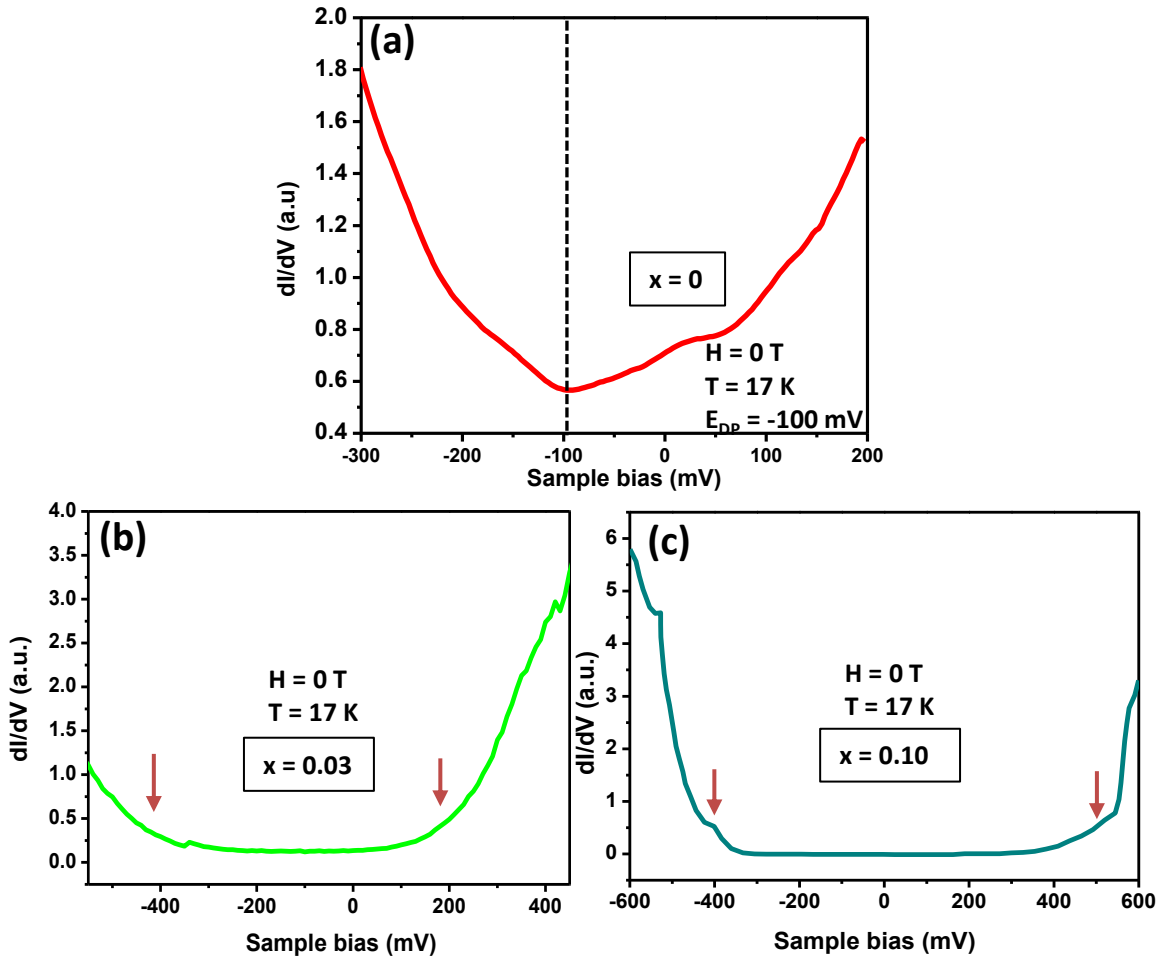 (a)
2.0
1.8
1.6
1.4
1.2
1.0
0.8
0.6
0.4
dI/dV (a.u)
x = 0
H = 0 T
T = 17 K
E_DP = -100 mV
-300 -200 -100 0 100 200
Sample bias (mV)
(b)
4.0
3.5
3.0
2.5
2.0
1.5
1.0
0.5
0.0
dI/dV (a.u.)
H = 0 T
T = 17 K
x = 0.03
-400 -200 0 200 400
Sample bias (mV)
(c)
6
5
4
3
2
1
0
dI/dV (a.u.)
H = 0 T
T = 17 K
x = 0.10
-600 -400 -200 0 200 400 600
Sample bias (mV)